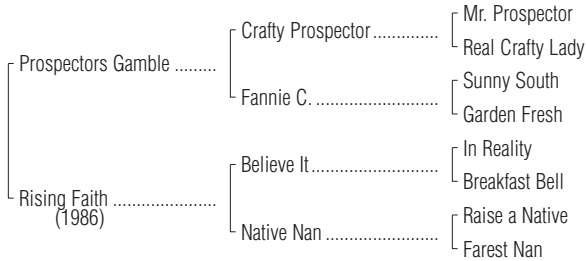 Mr. Prospector
Crafty Prospector..............
Real Crafty Lady
Prospectors Gamble .........
Sunny South
Fannie C. ..........................
Garden Fresh
In Reality
Believe It...........................
Breakfast Bell
Rising Faith ......................
(1986)
Raise a Native
Native Nan ........................
Farest Nan